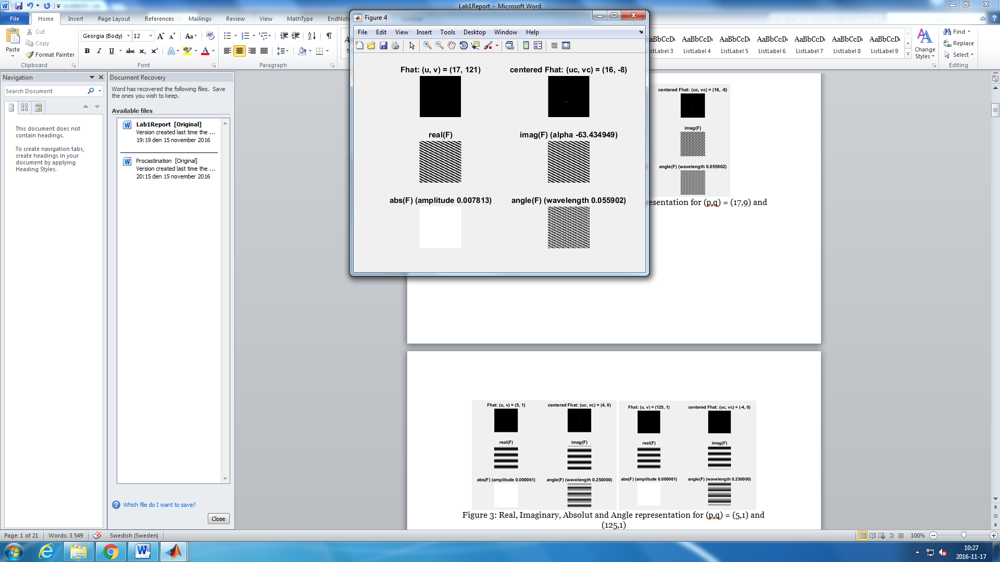 Lab1Report - Microsoft Word
File Home Insert Page Layout References Mailings Review View MathType EndNote
Paste
Cut
Copy
Format Painter
Clipboard
Georgia (Body) 12
Font
Paragraph
AaBbCcDc AaBbCcDc AaBbCcDc AaBbCcDc AaBbCcDc AaBbCcDc
ListLabel 3 ListLabel 4 ListLabel 5 ListLabel 6 ListLabel 7 ListLabel 8 ListLabel 9
Change Styles
Find
Replace
Select
Editing
Navigation
Search Document
This document does not
contain headings.
To create navigation tabs,
create headings in your
document by applying
Heading Styles.
Document Recovery
Word has recovered the following files. Save
the ones you wish to keep.
Available files
Lab1Report [Original]
Version created last time the ...
19:19 den 15 november 2016
Procastination [Original]
Version created last time the ...
20:15 den 15 november 2016
Which file do I want to save?
Close
Figure 4
File Edit View Insert Tools Desktop Window Help
Fhat: (u, v) = (17, 121)
centered Fhat: (uc, vc) = (16, -8)
real(F)
imag(F) (alpha -63.434949)
abs(F) (amplitude 0.007813)
angle(F) (wavelength 0.055902)
centered Fhat: (uc, vc) = (16, -8)
imag(F)
angle(F) (wavelength 0.055902)
esentation for (p,q) = (17,9) and
Fhat: (u, v) = (5, 1)
centered Fhat: (uc, vc) = (4, 0)
Fhat: (u, v) = (125, 1)
centered Fhat: (uc, vc) = (-4, 0)
real(F)
imag(F)
real(F)
imag(F)
abs(F) (amplitude 0.000061)
angle(F) (wavelength 0.250000)
abs(F) (amplitude 0.000061)
angle(F) (wavelength 0.250000)
Figure 3: Real, Imaginary, Absolut and Angle representation for (p,q) = (5,1) and
(125,1)
Page: 1 of 21 Words: 3 549 Swedish (Sweden)
100%
10:27
2016-11-17